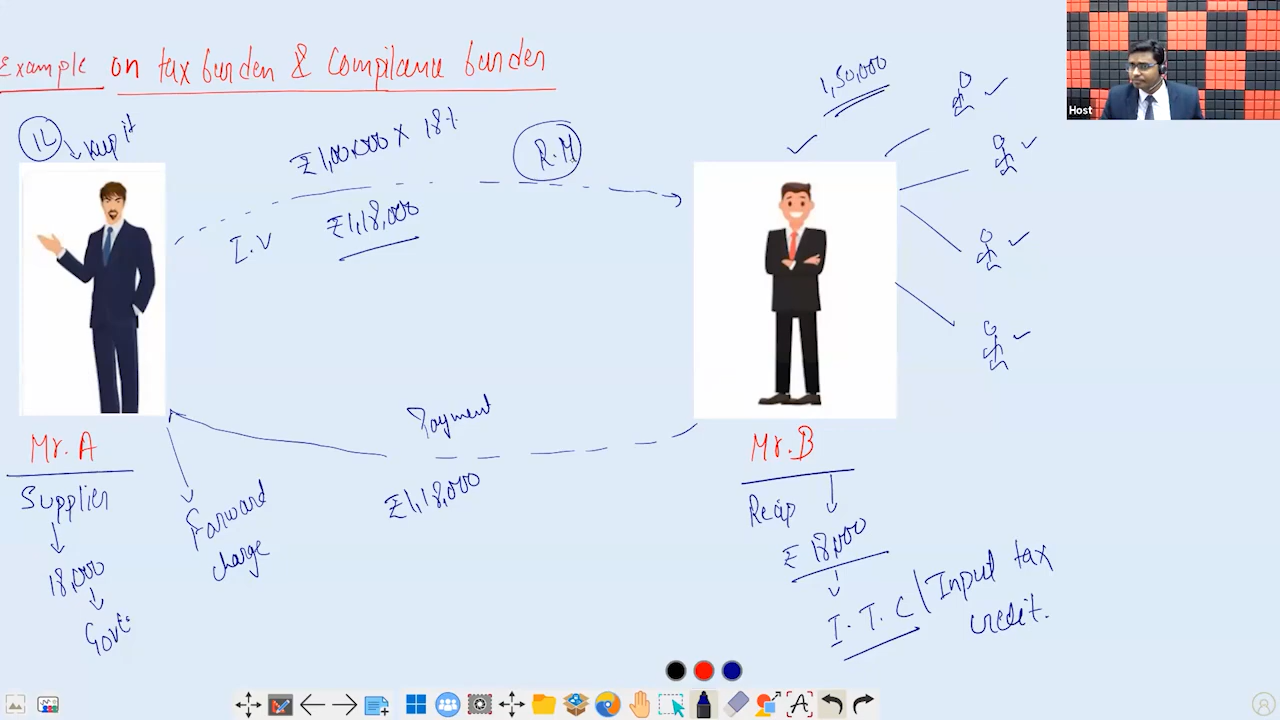 Example on tax burden & Compilance burden
Host
1L
Keep it
₹1,00,000 × 18%
R.M
1,50,000
I.V
₹1,18,000
Payment
₹1,18,000
Mr. A
Supplier
18,000
Govt
Forward
charge
Mr. B
Recip
₹ 18,000
I. T. C / Input tax
credit.